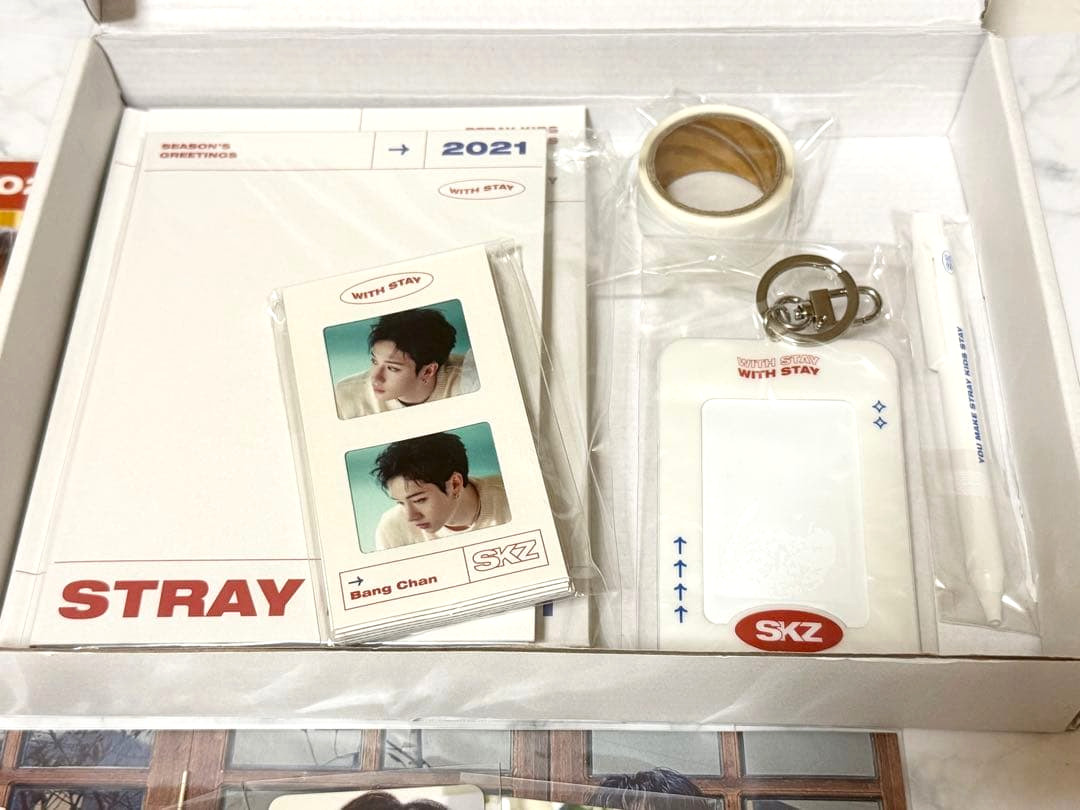 SEASON'S
GREETINGS
→
2021
WITH STAY
STRAY
WITH STAY
→
Bang Chan
SKZ
WITH STAY
WITH STAY
SKZ
YOU MAKE STRAY KIDS STAY